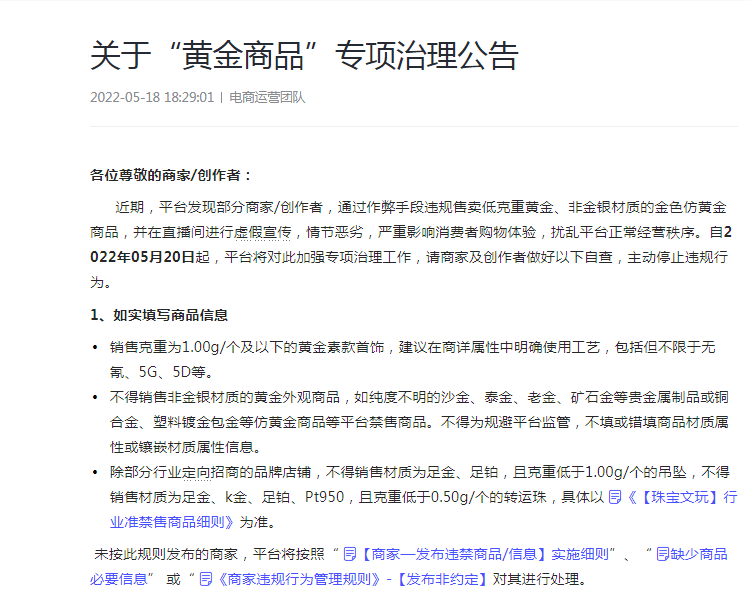 关于“黄金商品”专项治理公告
2022-05-18 18:29:01 | 电商运营团队
各位尊敬的商家/创作者：
近期，平台发现部分商家/创作者，通过作弊手段违规售卖低克重黄金、非金银材质的金色仿黄金
商品，并在直播间进行虚假宣传，情节恶劣，严重影响消费者购物体验，扰乱平台正常经营秩序。自2
022年05月20日起，平台将对此加强专项治理工作，请商家及创作者做好以下自查，主动停止违规行
为。
1、如实填写商品信息
• 销售克重为1.00g/个及以下的黄金素款首饰，建议在商详属性中明确使用工艺，包括但不限于无
氰、5G、5D等。
• 不得销售非金银材质的黄金外观商品，如纯度不明的沙金、泰金、老金、矿石金等贵金属制品或铜
合金、塑料镀金包金等仿黄金商品等平台禁售商品。不得为规避平台监管，不填或错填商品材质属
性或镶嵌材质属性信息。
• 除部分行业定向招商的品牌店铺，不得销售材质为足金、足铂，且克重低于1.00g/个的吊坠，不得
销售材质为足金、k金、足铂、Pt950，且克重低于0.50g/个的转运珠，具体以《【珠宝文玩】行
业准禁售商品细则》为准。
未按此规则发布的商家，平台将按照“【商家—发布违禁商品/信息】实施细则”、“缺少商品
必要信息” 或“《商家违规行为管理规则》-【发布非约定】对其进行处理。